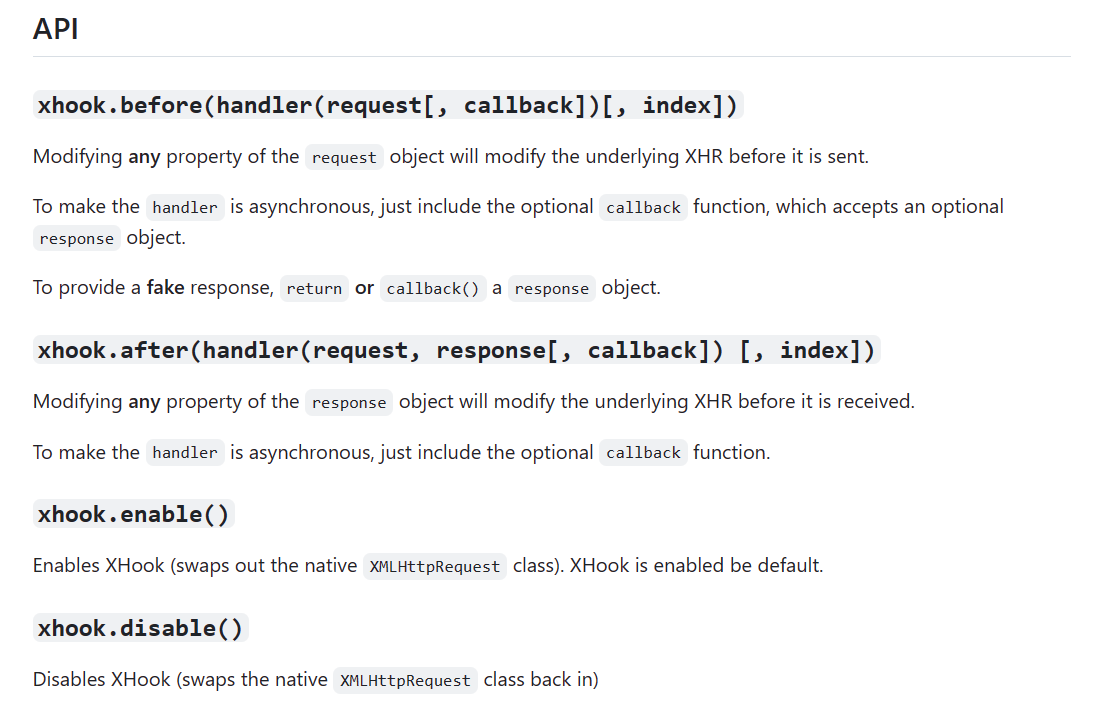 API
xhook.before(handler(request[, callback])[, index])
Modifying any property of the request object will modify the underlying XHR before it is sent.
To make the handler is asynchronous, just include the optional callback function, which accepts an optional
response object.
To provide a fake response, return or callback() a response object.
xhook.after(handler(request, response[, callback]) [, index])
Modifying any property of the response object will modify the underlying XHR before it is received.
To make the handler is asynchronous, just include the optional callback function.
xhook.enable()
Enables XHook (swaps out the native XMLHttpRequest class). XHook is enabled be default.
xhook.disable()
Disables XHook (swaps the native XMLHttpRequest class back in)